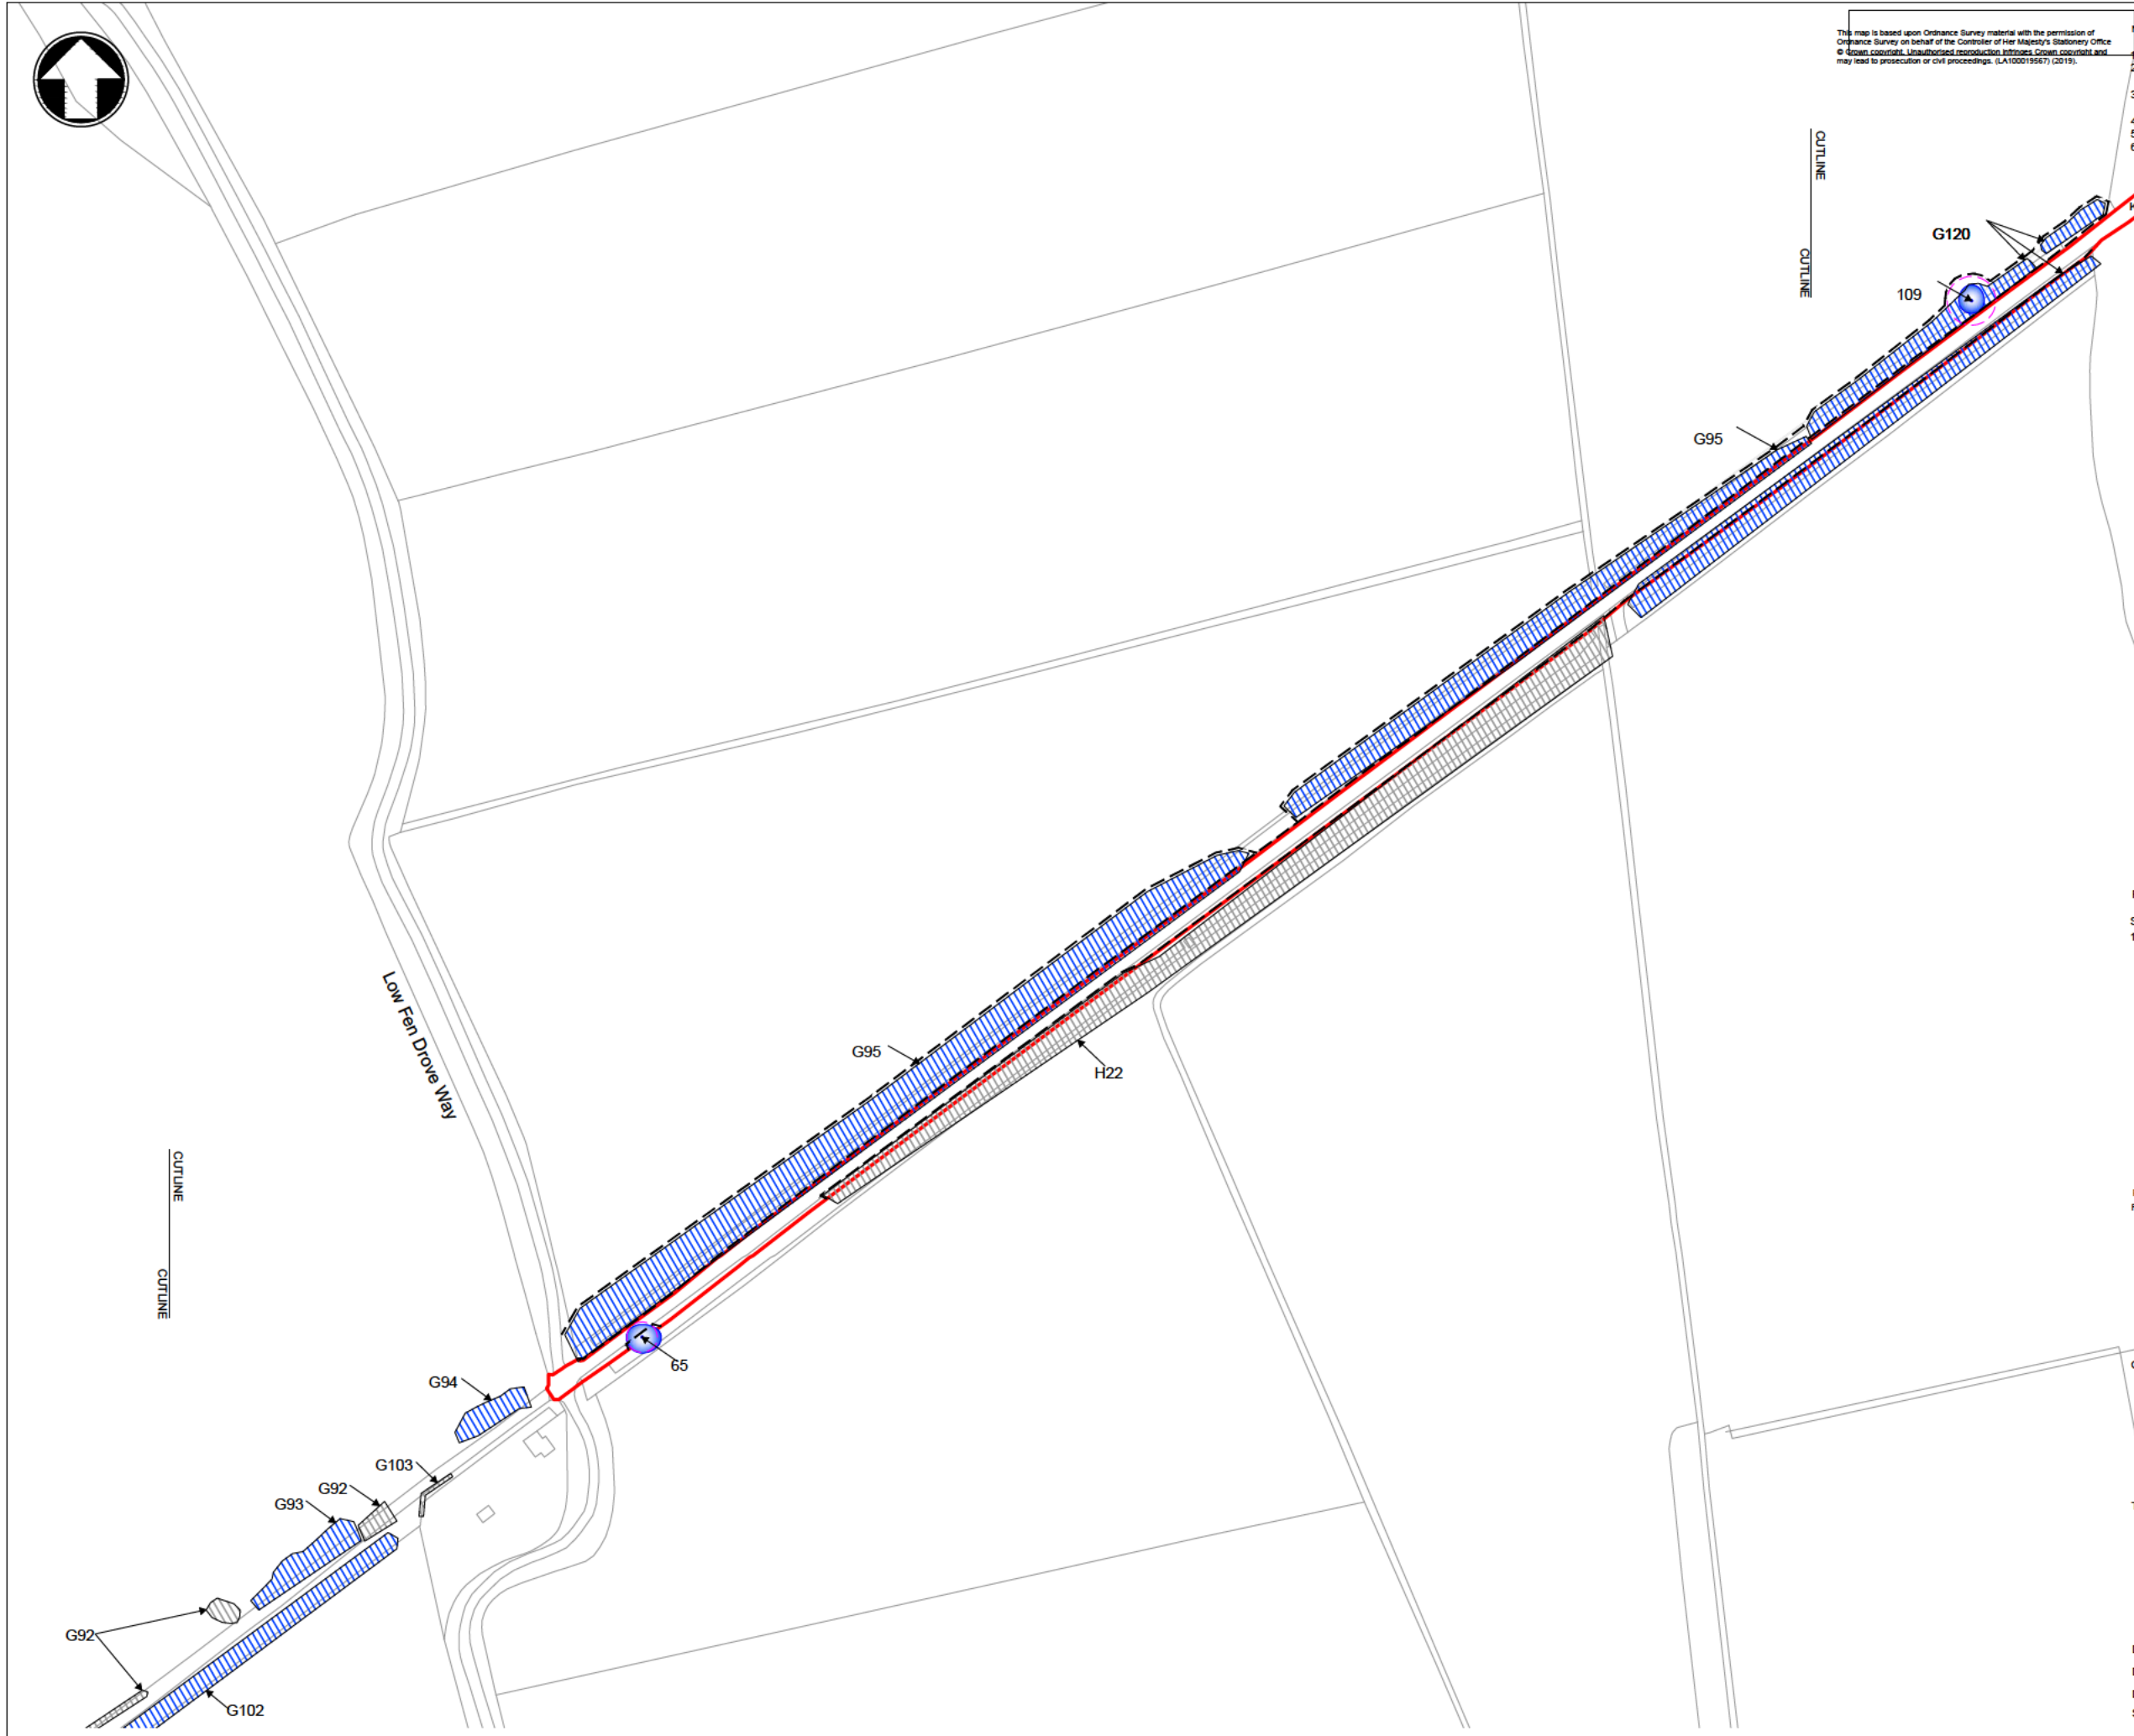 This map is based upon Ordnance Survey material with the permission of
Ordnance Survey on behalf of the Controller of Her Majesty's Stationery Office
© Crown copyright. Unauthorised reproduction infringes Crown copyright and
may lead to prosecution or civil proceedings. (LA100019567) (2019).
CUTLINE
CUTLINE
G120
109
G95
G95
H22
Low Fen Drove Way
CUTLINE
CUTLINE
65
G94
G103
G92
G93
G92
G102